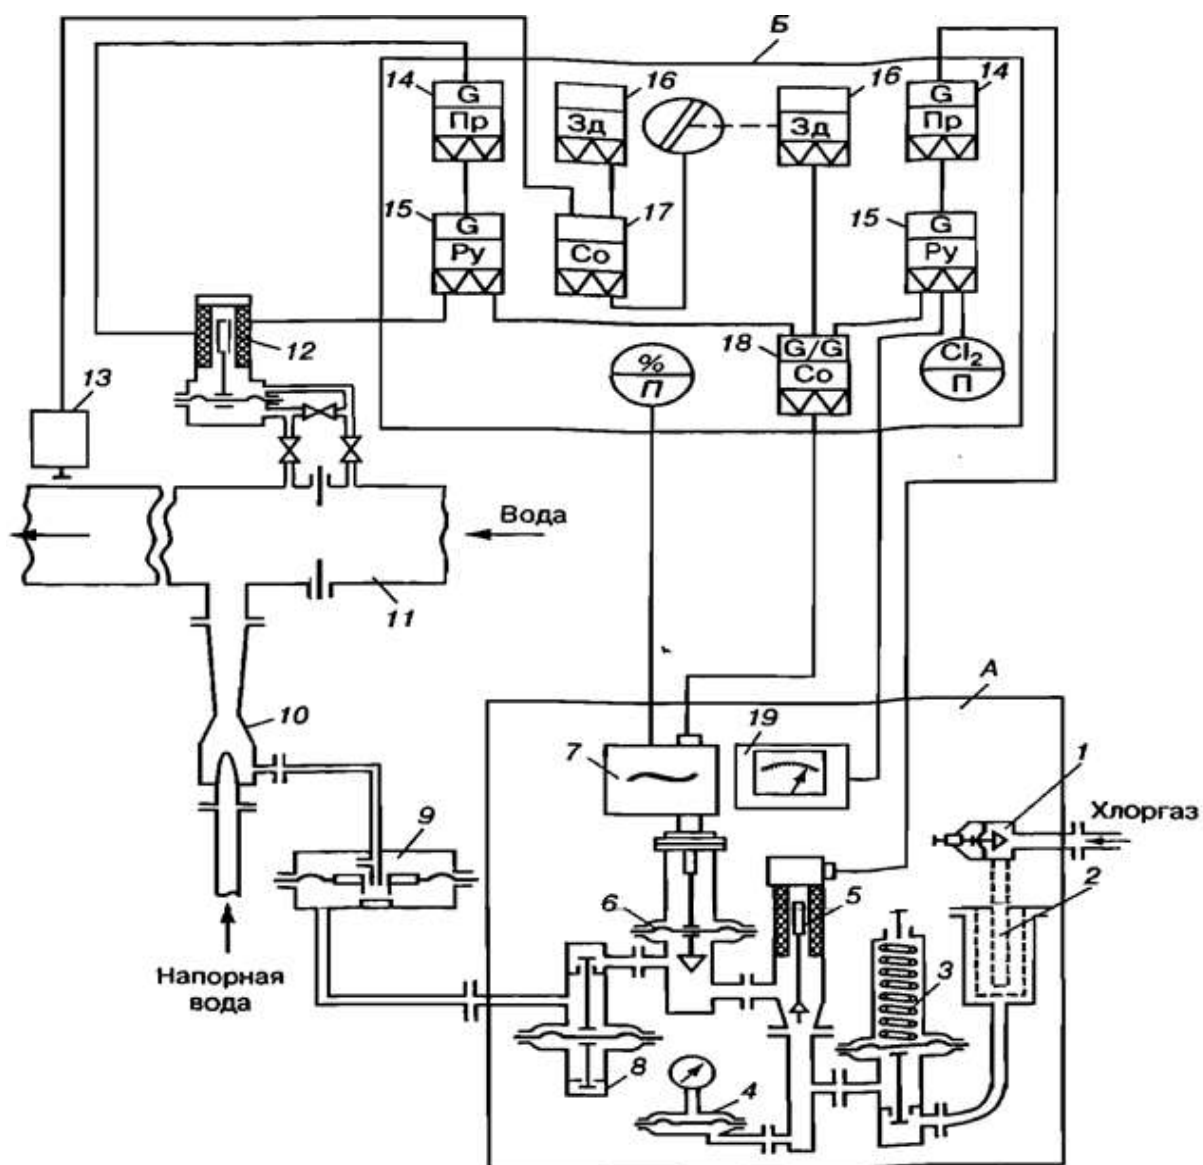 Б
14
G
Пр
16
Зд
16
Зд
14
G
Пр
15
G
Ру
17
Со
15
G
Ру
12
18
G/G
Со
%
П
Cl₂
П
13
Вода
11
А
10
7
19
1
Хлоргаз
9
2
6
5
3
Напорная
вода
8
4